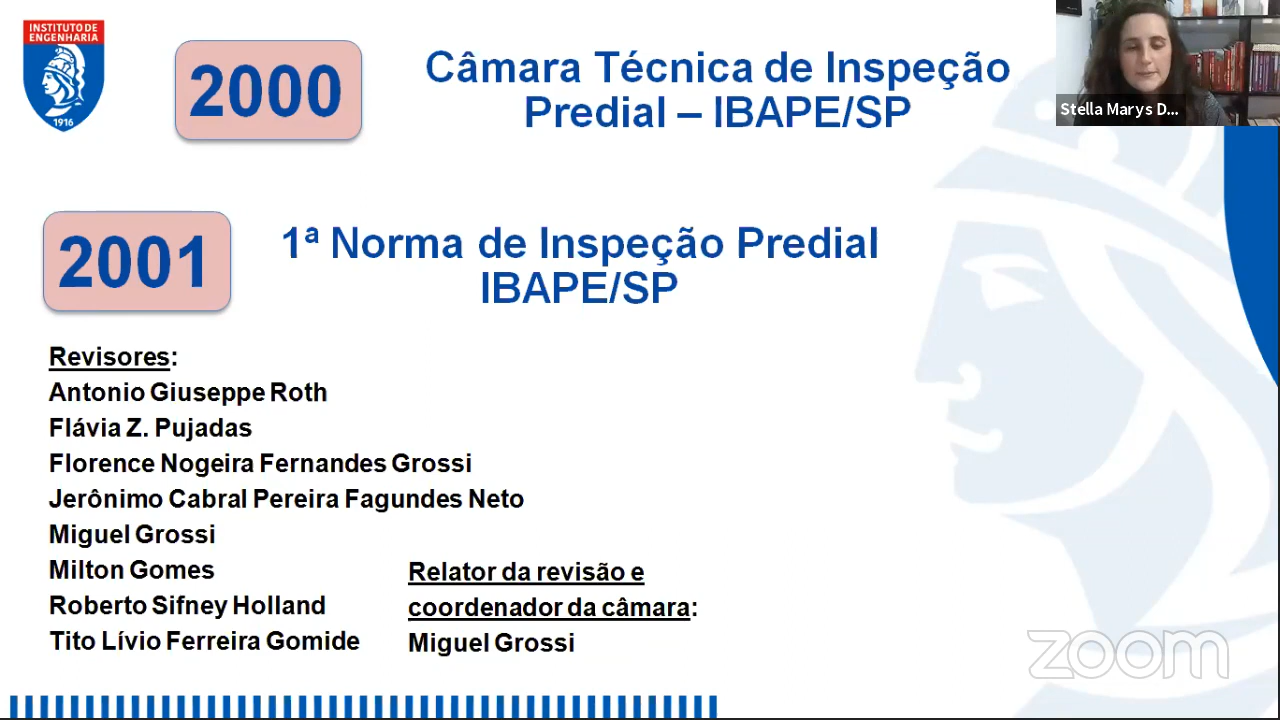 INSTITUTO DE
ENGENHARIA
1916
2000
Câmara Técnica de Inspeção
Predial – IBAPE/SP
Stella Marys D...
2001
1ª Norma de Inspeção Predial
IBAPE/SP
Revisores:
Antonio Giuseppe Roth
Flávia Z. Pujadas
Florence Nogeira Fernandes Grossi
Jerônimo Cabral Pereira Fagundes Neto
Miguel Grossi
Milton Gomes
Roberto Sifney Holland
Tito Lívio Ferreira Gomide
Relator da revisão e
coordenador da câmara:
Miguel Grossi
zoom